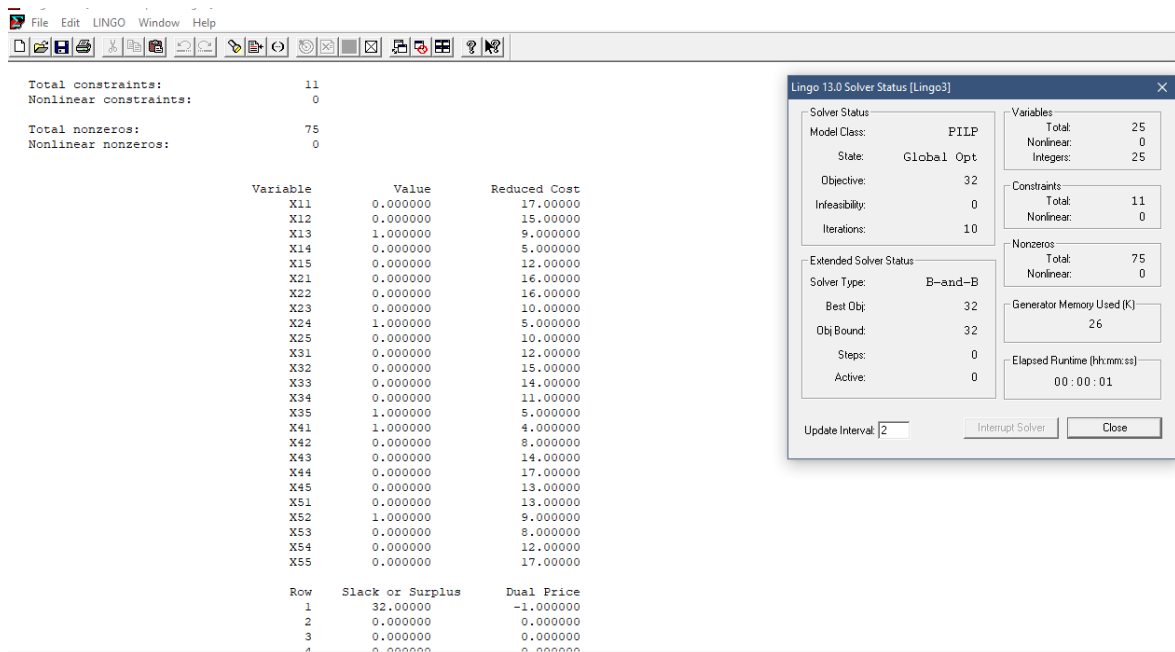 File Edit LINGO Window Help
Total constraints: 11
Nonlinear constraints: 0
Total nonzeros: 75
Nonlinear nonzeros: 0
Variable Value Reduced Cost
X11 0.000000 17.00000
X12 0.000000 15.00000
X13 1.000000 9.000000
X14 0.000000 5.000000
X15 0.000000 12.00000
X21 0.000000 16.00000
X22 0.000000 16.00000
X23 0.000000 10.00000
X24 1.000000 5.000000
X25 0.000000 10.00000
X31 0.000000 12.00000
X32 0.000000 15.00000
X33 0.000000 14.00000
X34 0.000000 11.00000
X35 1.000000 5.000000
X41 1.000000 4.000000
X42 0.000000 8.000000
X43 0.000000 14.00000
X44 0.000000 17.00000
X45 0.000000 13.00000
X51 0.000000 13.00000
X52 1.000000 9.000000
X53 0.000000 8.000000
X54 0.000000 12.00000
X55 0.000000 17.00000
Row Slack or Surplus Dual Price
1 32.00000 -1.000000
2 0.000000 0.000000
3 0.000000 0.000000
4 0.000000 0.000000
Lingo 13.0 Solver Status [Lingo3]
Solver Status
Model Class: PILP
State: Global Opt
Objective: 32
Infeasibility: 0
Iterations: 10
Extended Solver Status
Solver Type: B-and-B
Best Obj: 32
Obj Bound: 32
Steps: 0
Active: 0
Variables
Total: 25
Nonlinear: 0
Integers: 25
Constraints
Total: 11
Nonlinear: 0
Nonzeros
Total: 75
Nonlinear: 0
Generator Memory Used (K)
26
Elapsed Runtime (hh:mm:ss)
00:00:01
Update Interval: 2
Interrupt Solver
Close